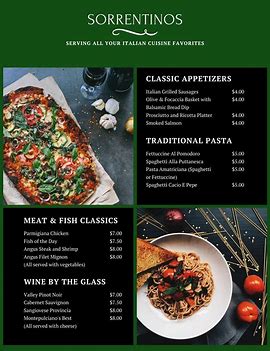 SORRENTINOS
SERVING ALL YOUR ITALIAN CUISINE FAVORITES
CLASSIC APPETIZERS
Italian Grilled Sausages $4.00
Olive & Focaccia Basket with $4.00
Balsamic Bread Dip
Prosciutto and Ricotta Platter $4.00
Smoked Salmon $4.00
TRADITIONAL PASTA
Fettuccine Al Pomodoro $5.00
Spaghetti Alla Puttanesca $5.00
Pasta Amatriciana (Spaghetti $5.00
or Fettuccine)
Spaghetti Cacio E Pepe $5.00
MEAT & FISH CLASSICS
Parmigiana Chicken $7.00
Fish of the Day $7.50
Angus Steak and Shrimp $8.00
Angus Filet Mignon $8.00
(All served with vegetables)
WINE BY THE GLASS
Valley Pinot Noir $7.00
Cabernet Sauvignon $7.50
Sangiovese Provincia $8.00
Montepulciano's Best $8.00
(All served with cheese)